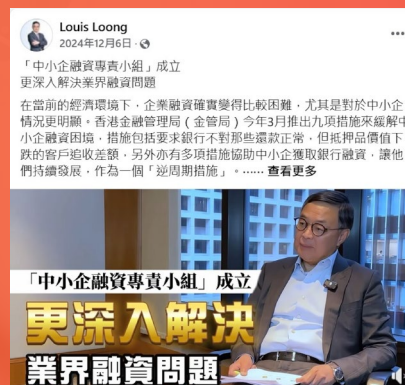 Louis Loong
2024年12月6日 ·
「中小企融資專責小組」成立
更深入解決業界融資問題
在當前的經濟環境下，企業融資確實變得比較困難，尤其是對於中小企
情況更明顯。香港金融管理局（金管局）今年3月推出九項措施來緩解中
小企融資困境，措施包括要求銀行不對那些還款正常，但抵押品價值下
跌的客戶追收差額，另外亦有多項措施協助中小企獲取銀行融資，讓他
們持續發展，作為一個「逆周期措施」。…… 查看更多
「中小企融資專責小組」成立
更深入解決
業界融資問題